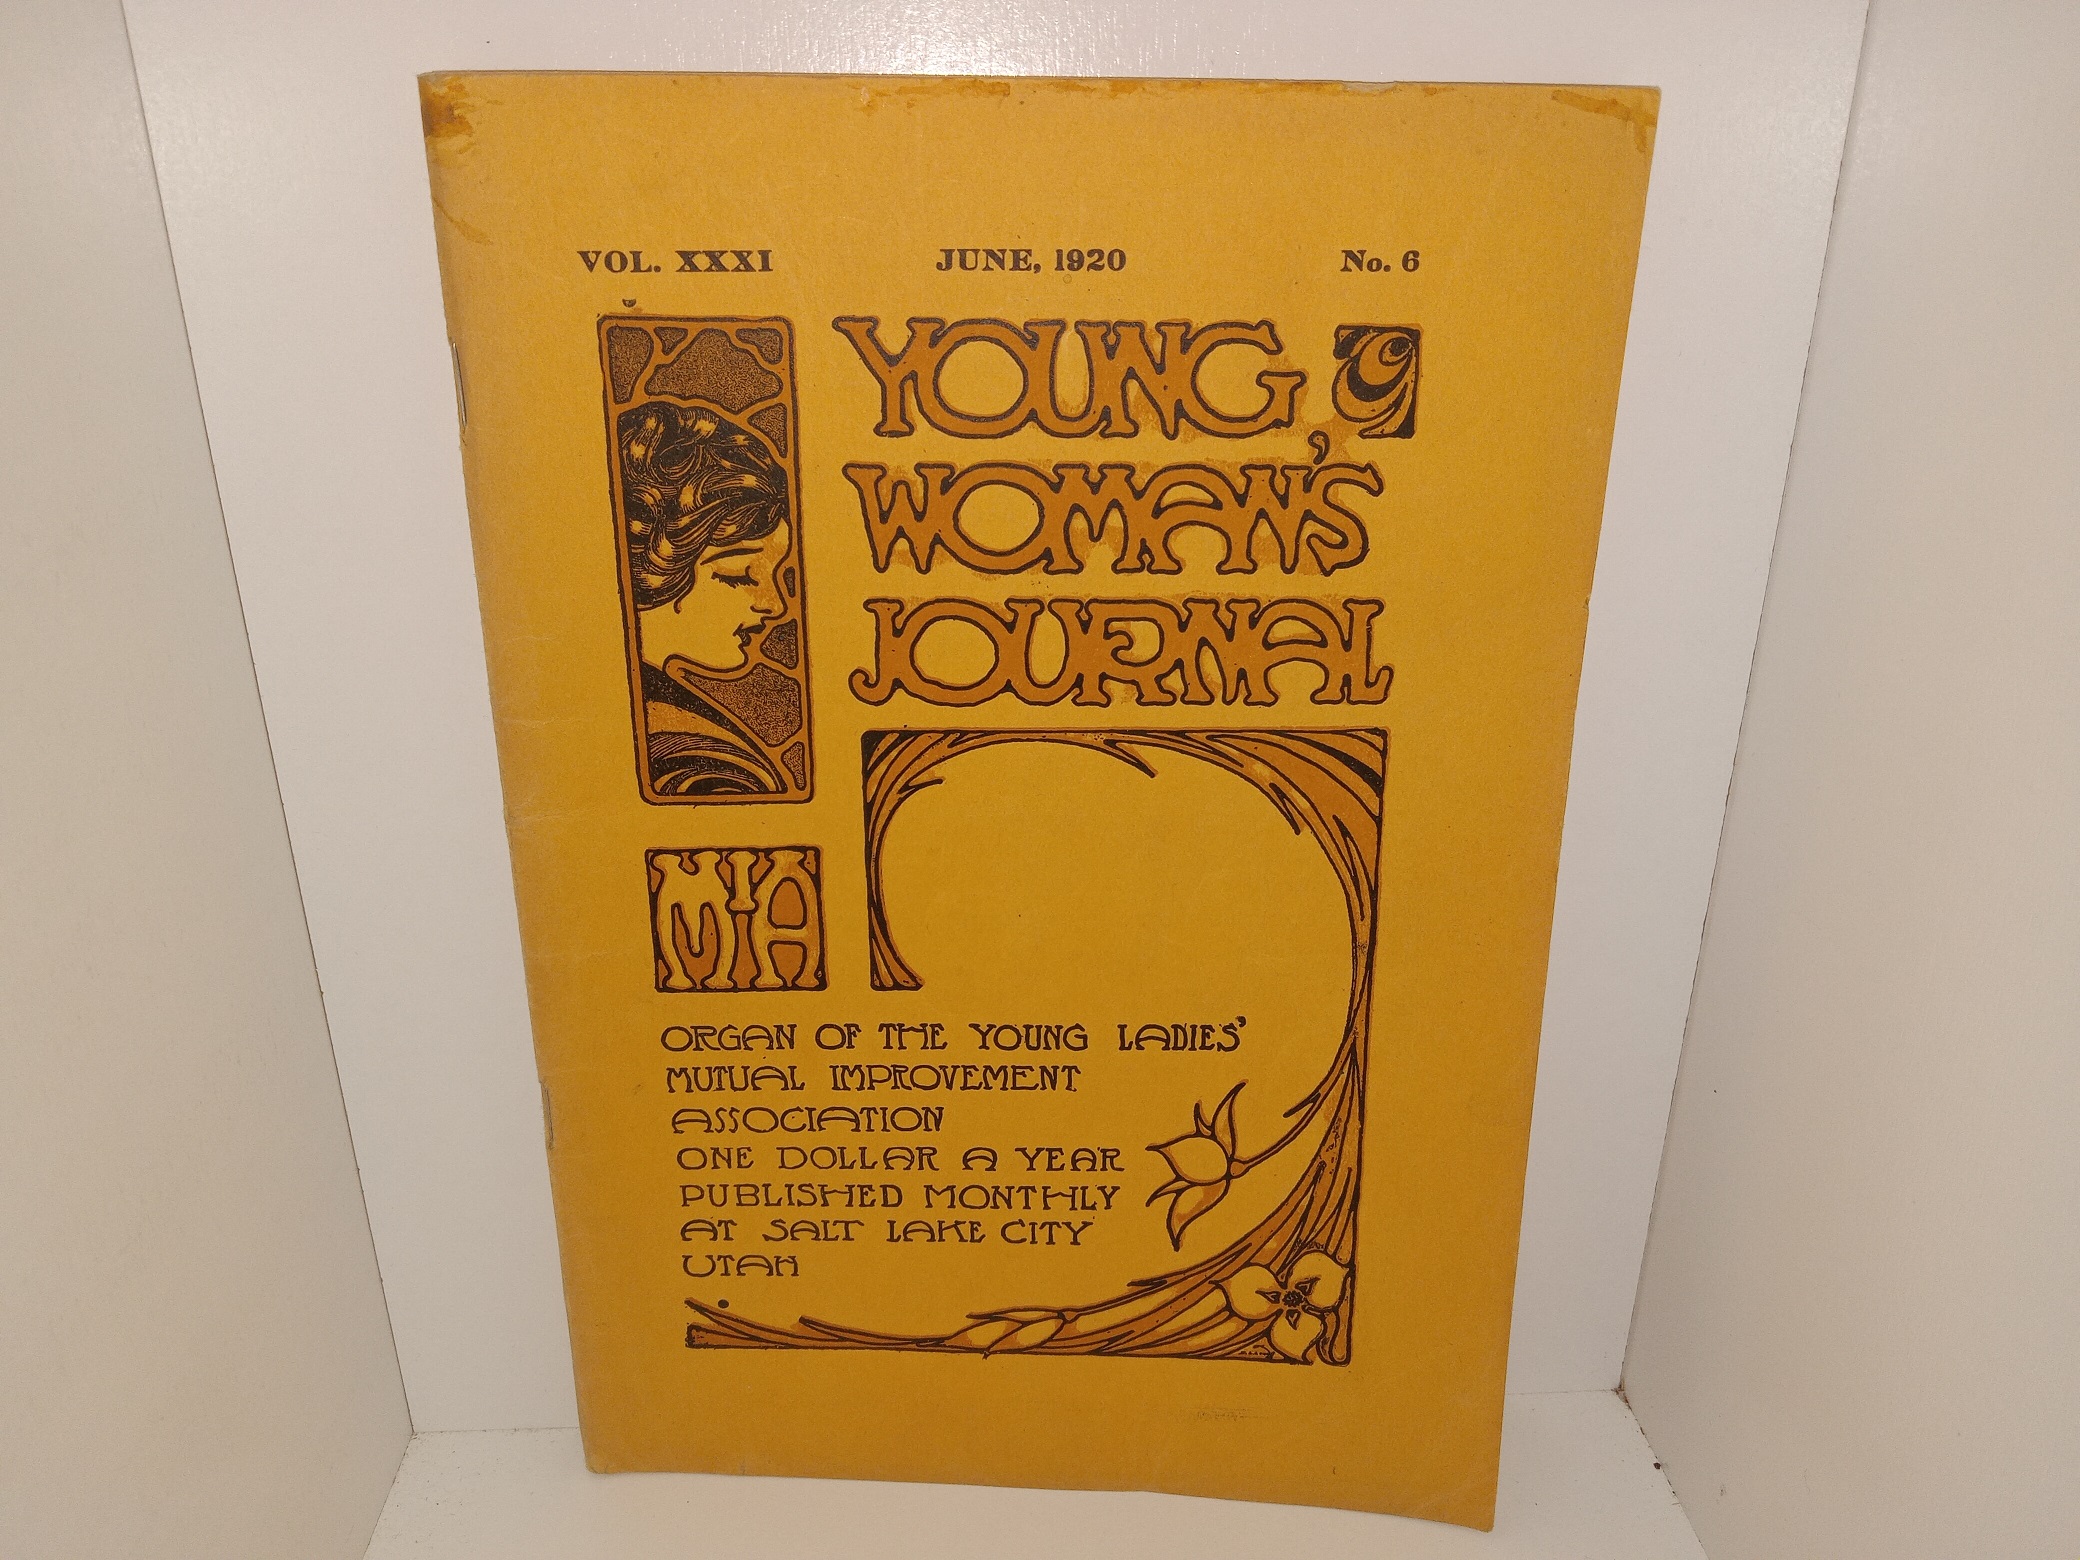 VOL. XXXI JUNE, 1920 No. 6
YOUNG
WOMAN'S
JOURNAL
MIA
ORGAN OF THE YOUNG LADIES'
MUTUAL IMPROVEMENT
ASSOCIATION
ONE DOLLAR A YEAR
PUBLISHED MONTHLY
AT SALT LAKE CITY
UTAH